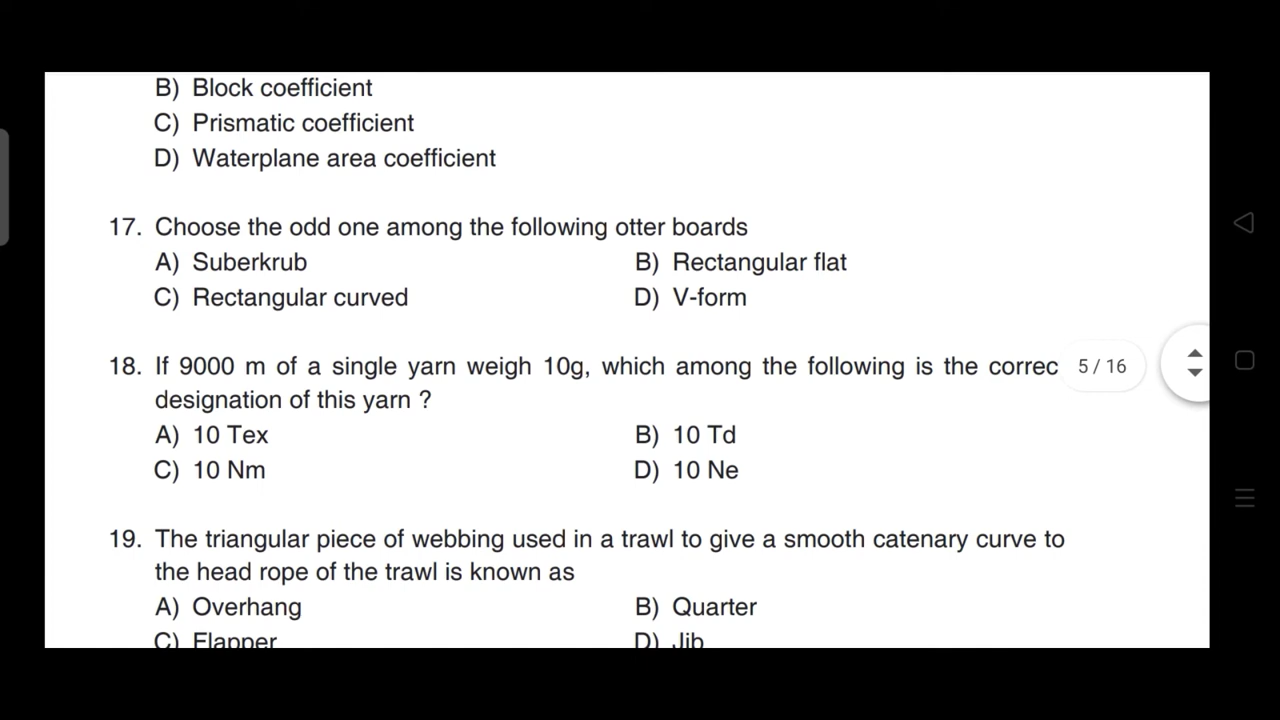 B) Block coefficient
C) Prismatic coefficient
D) Waterplane area coefficient
17. Choose the odd one among the following otter boards
A) Suberkrub B) Rectangular flat
C) Rectangular curved D) V-form
18. If 9000 m of a single yarn weigh 10g, which among the following is the correc
5 / 16
designation of this yarn ?
A) 10 Tex B) 10 Td
C) 10 Nm D) 10 Ne
19. The triangular piece of webbing used in a trawl to give a smooth catenary curve to
the head rope of the trawl is known as
A) Overhang B) Quarter
C) Flapper D) Jib